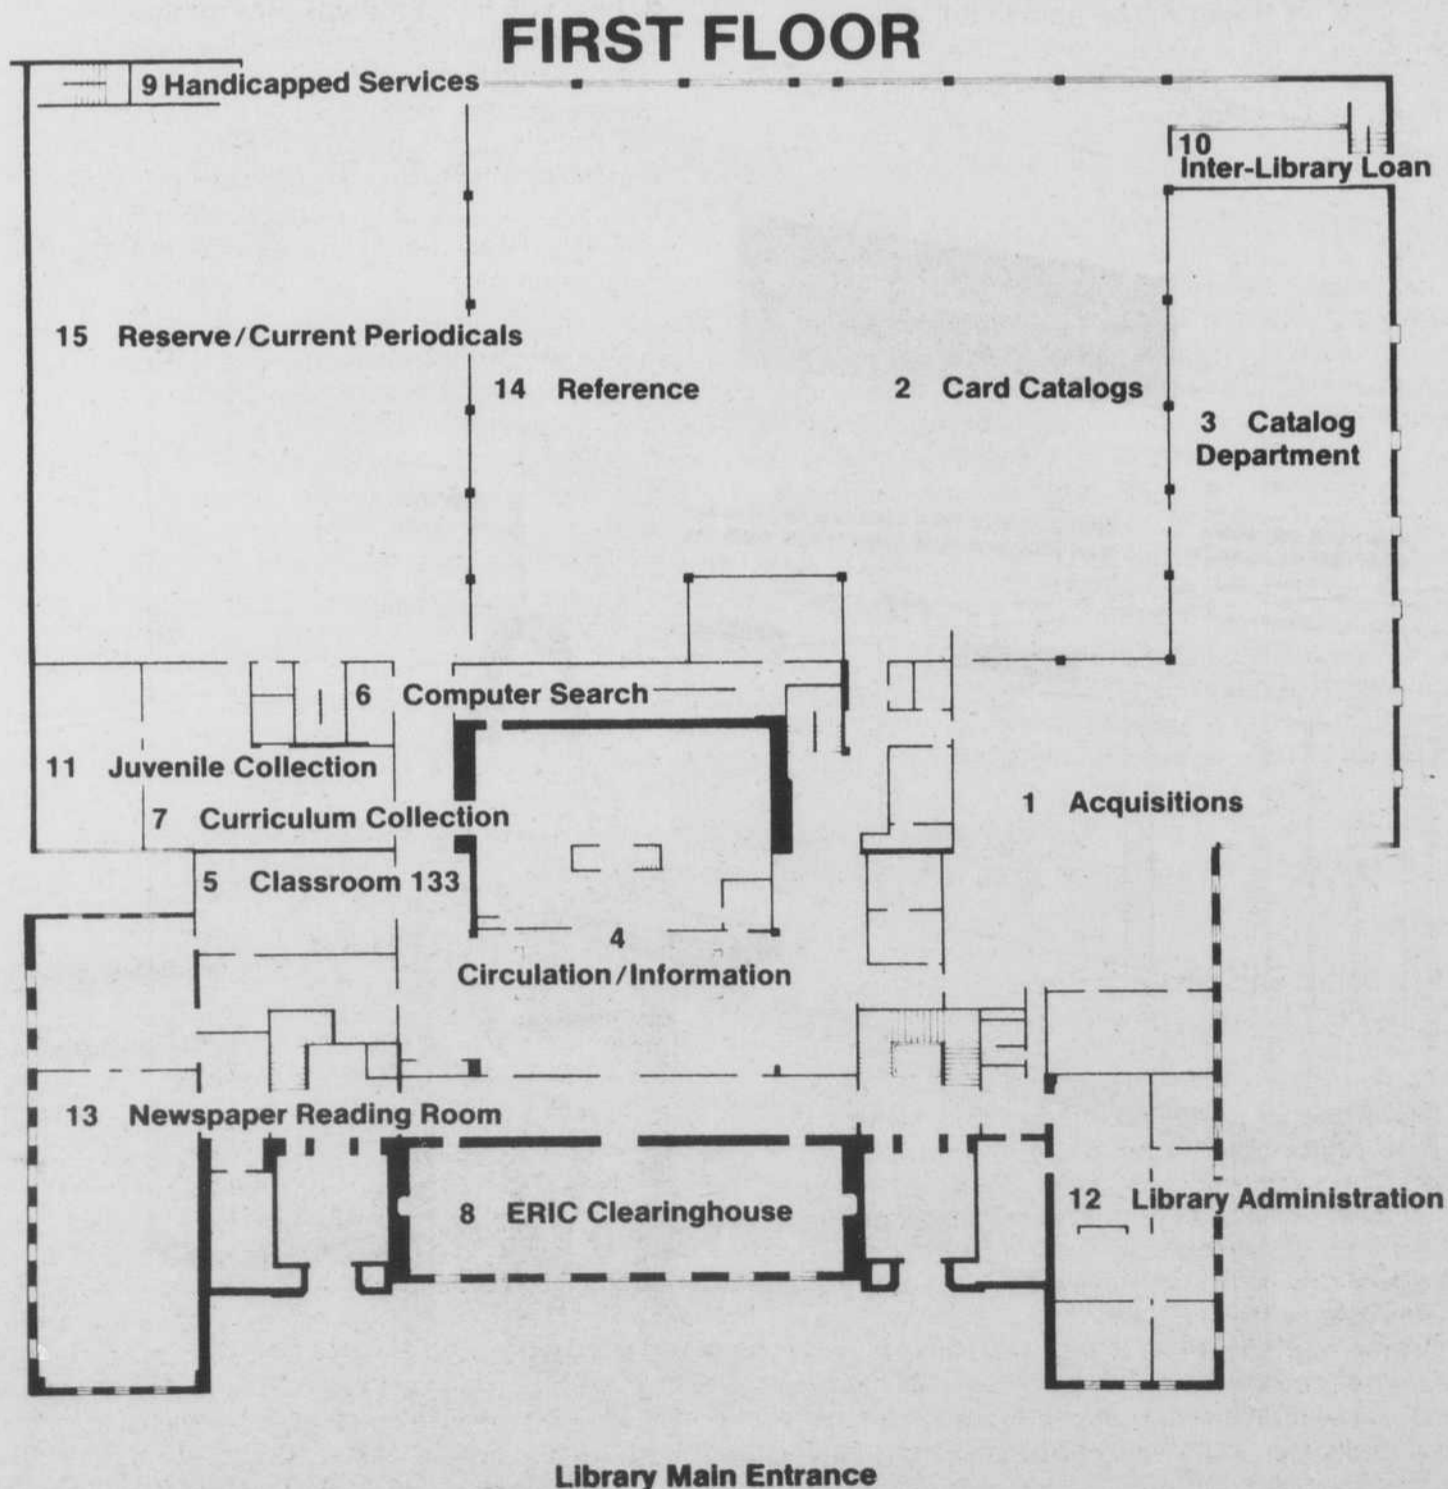 FIRST FLOOR
9 Handicapped Services
10
Inter-Library Loan
15 Reserve/Current Periodicals
14 Reference
2 Card Catalogs
3 Catalog
Department
6 Computer Search
11 Juvenile Collection
7 Curriculum Collection
1 Acquisitions
5 Classroom 133
4
Circulation/Information
13 Newspaper Reading Room
8 ERIC Clearinghouse
12 Library Administration
Library Main Entrance